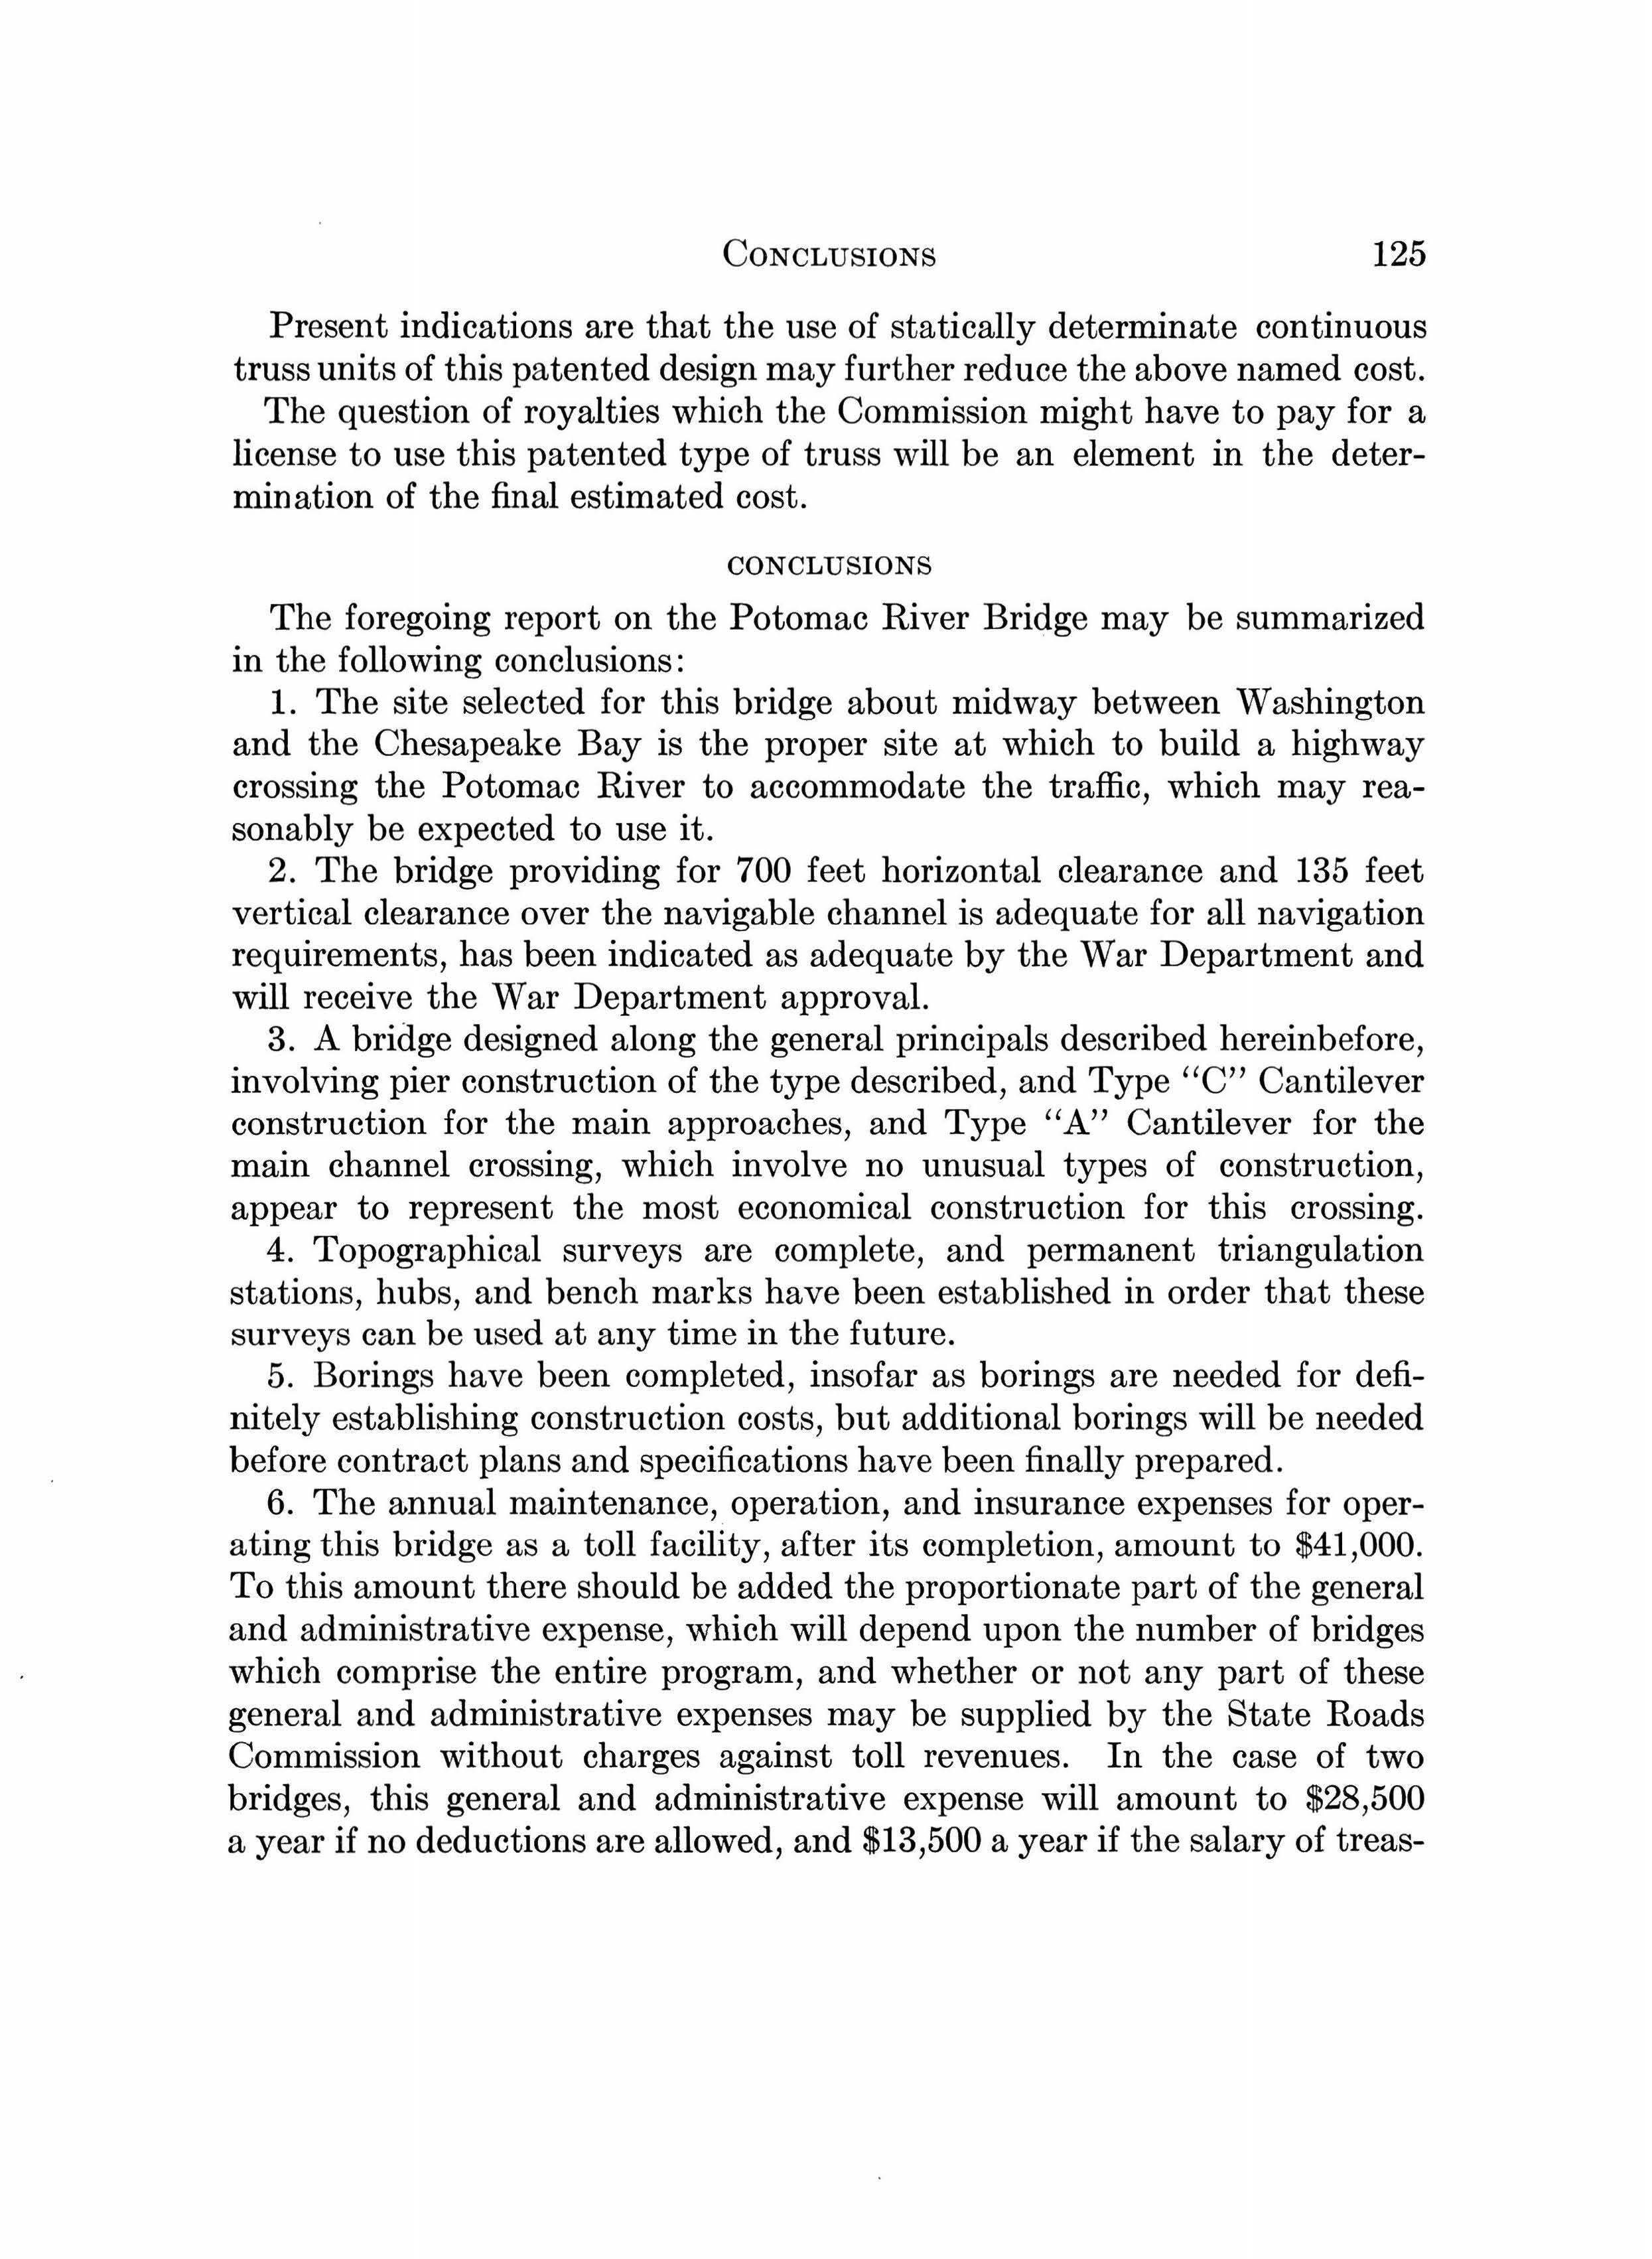 CONCLUSIONS 125
Present indications are that the use of statically determinate continuous
truss units of this patented design may further reduce the above named cost.
The question of royalties which the Commission might have to pay for a
license to use this patented type of truss will be an element in the deter-
mination of the final estimated cost.
CONCLUSIONS
The foregoing report on the Potomac River Bridge may be summarized
in the following conclusions:
1. The site selected for this bridge about midway between Washington
and the Chesapeake Bay is the proper site at which to build a highway
crossing the Potomac River to accommodate the traffic, which may rea-
sonably be expected to use it.
2. The bridge providing for 700 feet horizontal clearance and 135 feet
vertical clearance over the navigable channel is adequate for all navigation
requirements, has been indicated as adequate by the War Department and
will receive the War Department approval.
3. A bridge designed along the general principals described hereinbefore,
involving pier construction of the type described, and Type “C” Cantilever
construction for the main approaches, and Type “A” Cantilever for the
main channel crossing, which involve no unusual types of construction,
appear to represent the most economical construction for this crossing.
4. Topographical surveys are complete, and permanent triangulation
stations, hubs, and bench marks have been established in order that these
surveys can be used at any time in the future.
5. Borings have been completed, insofar as borings are needed for defi-
nitely establishing construction costs, but additional borings will be needed
before contract plans and specifications have been finally prepared.
6. The annual maintenance, operation, and insurance expenses for oper-
ating this bridge as a toll facility, after its completion, amount to $41,000.
To this amount there should be added the proportionate part of the general
and administrative expense, which will depend upon the number of bridges
which comprise the entire program, and whether or not any part of these
general and administrative expenses may be supplied by the State Roads
Commission without charges against toll revenues. In the case of two
bridges, this general and administrative expense will amount to $28,500
a year if no deductions are allowed, and $13,500 a year if the salary of treas-